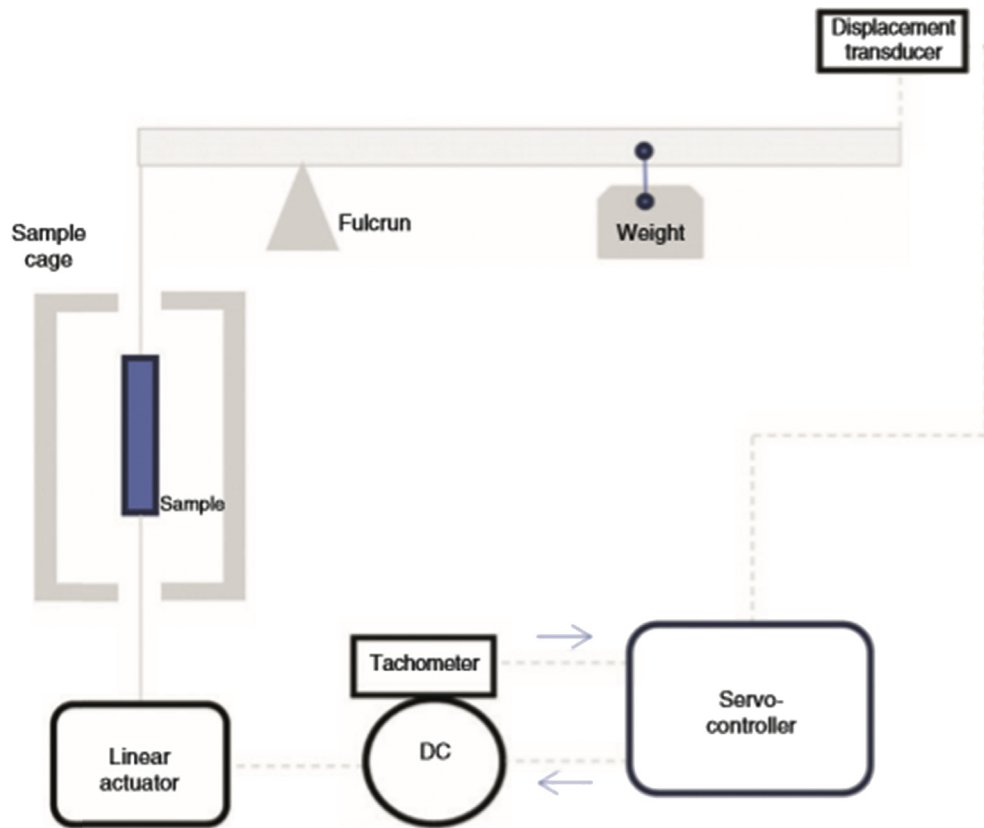 Displacement
transducer
Fulcrun
Weight
Sample
cage
Sample
Tachometer
Servo-
controller
DC
Linear
actuator